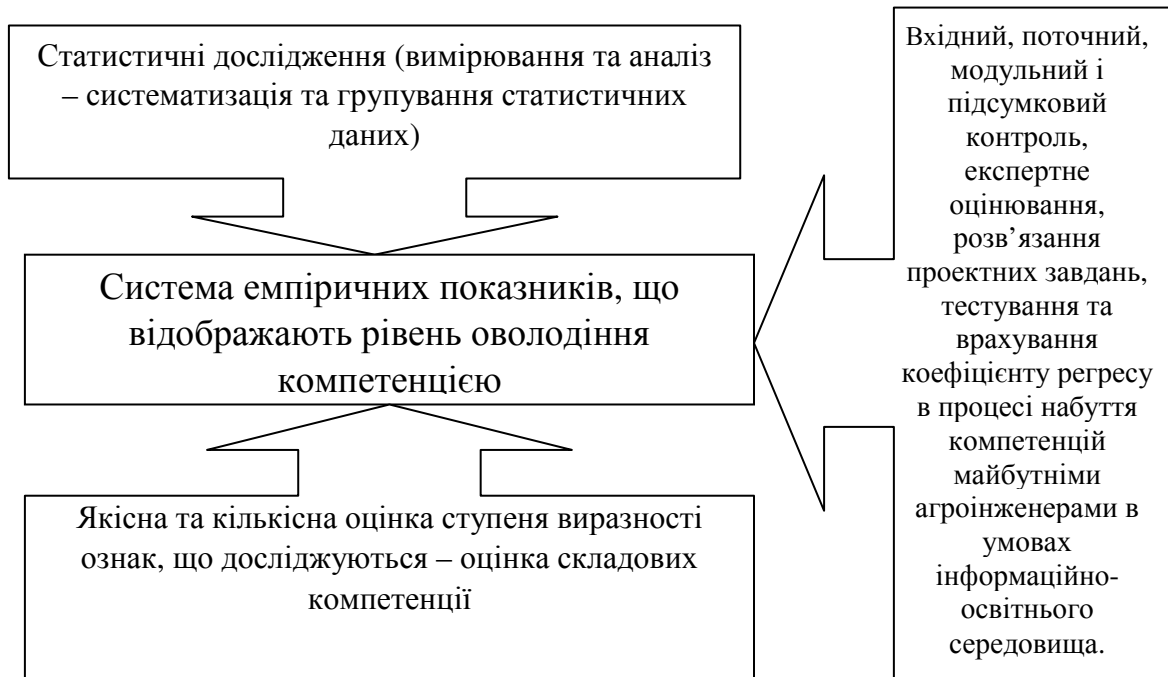 Статистичні дослідження (вимірювання та аналіз
– систематизація та групування статистичних
даних)
Система емпіричних показників, що
відображають рівень оволодіння
компетенцією
Якісна та кількісна оцінка ступеня виразності
ознак, що досліджуються – оцінка складових
компетенції
Вхідний, поточний,
модульний і
підсумковий
контроль,
експертне
оцінювання,
розв’язання
проектних завдань,
тестування та
врахування
коефіцієнту регресу
в процесі набуття
компетенцій
майбутніми
агроінженерами в
умовах
інформаційно-
освітнього
середовища.